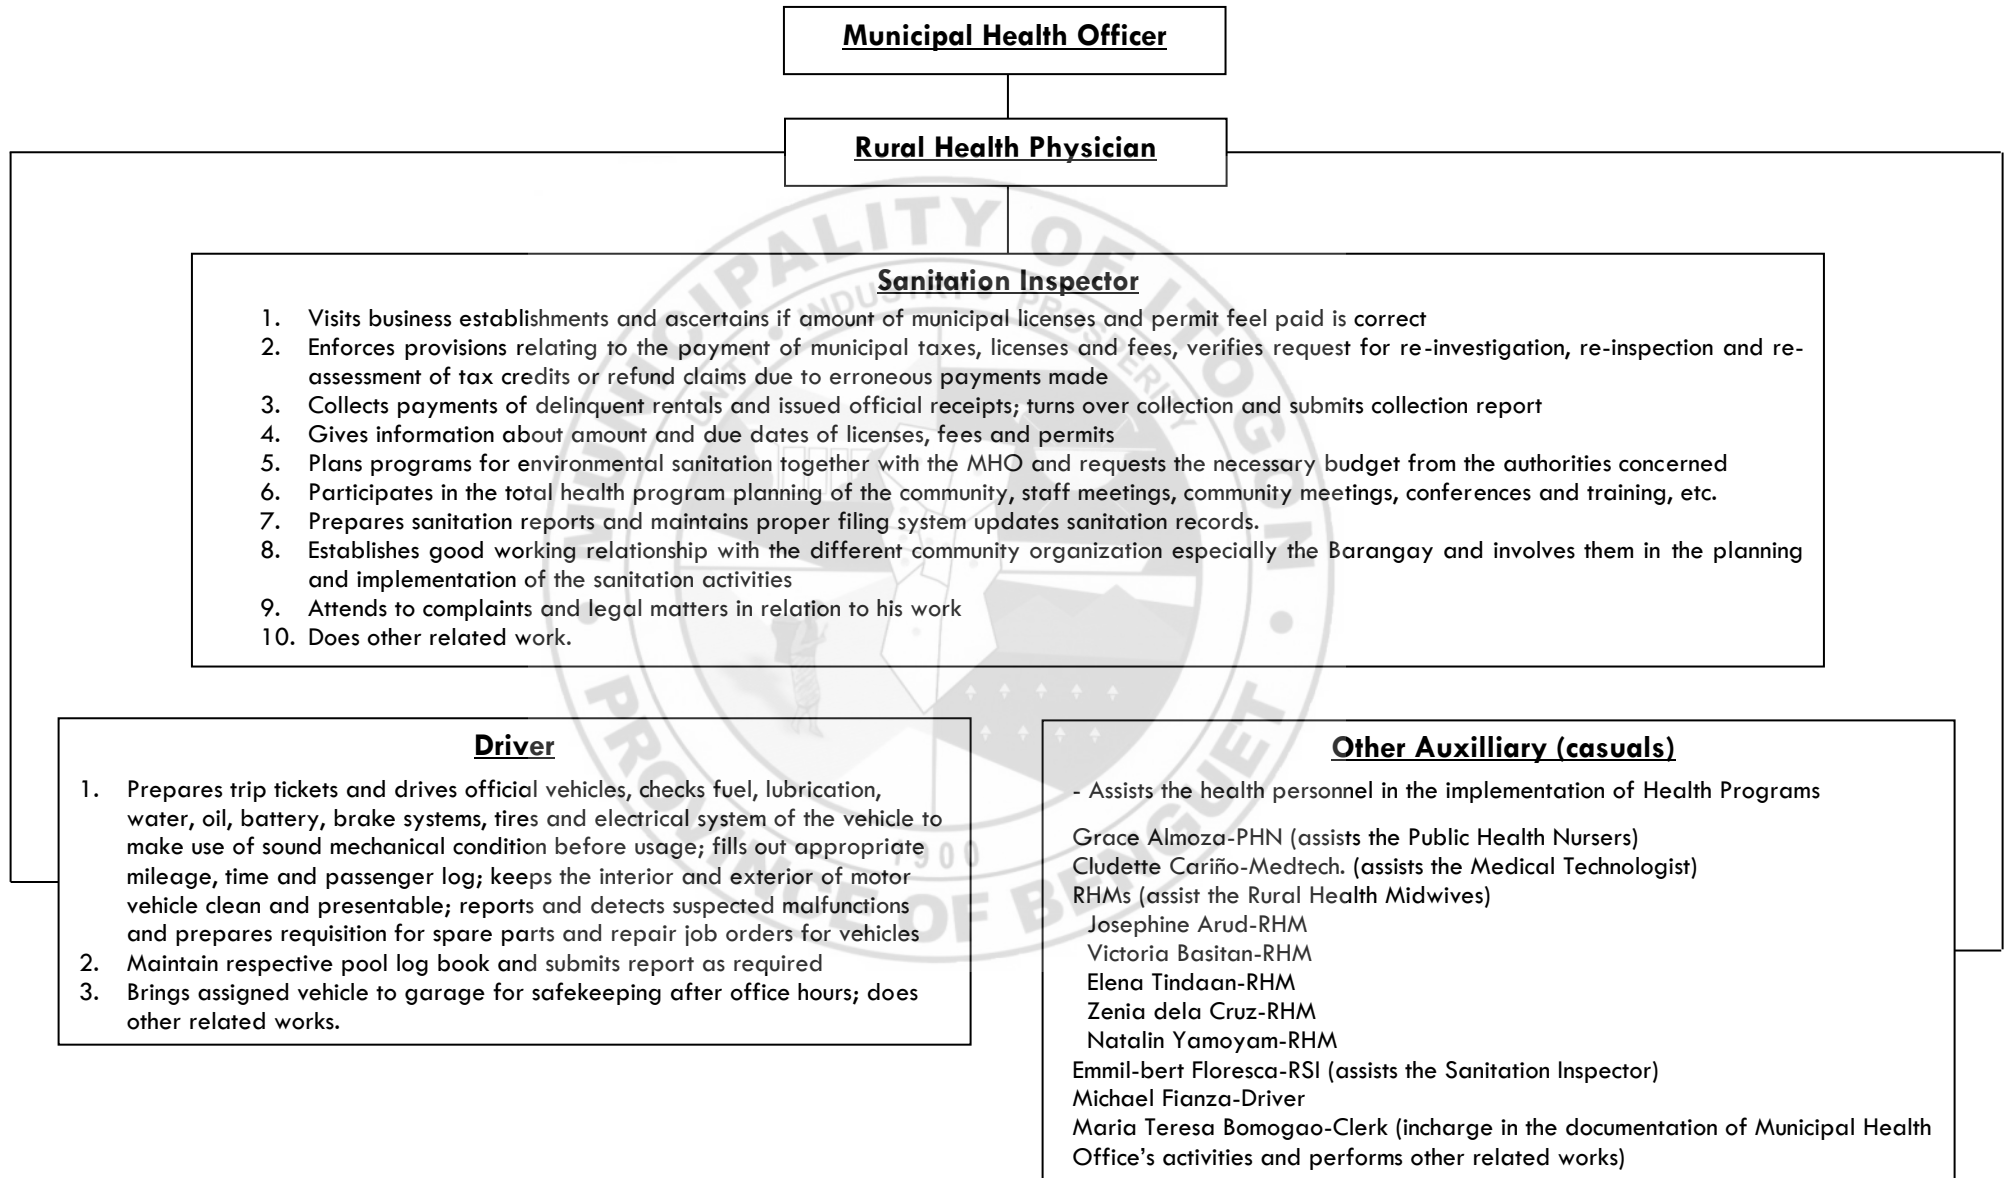 Municipal Health Officer
Rural Health Physician
Sanitation Inspector
1. Visits business establishments and ascertains if amount of municipal licenses and permit feel paid is correct
2. Enforces provisions relating to the payment of municipal taxes, licenses and fees, verifies request for re-investigation, re-inspection and re-
assessment of tax credits or refund claims due to erroneous payments made
3. Collects payments of delinquent rentals and issued official receipts; turns over collection and submits collection report
4. Gives information about amount and due dates of licenses, fees and permits
5. Plans programs for environmental sanitation together with the MHO and requests the necessary budget from the authorities concerned
6. Participates in the total health program planning of the community, staff meetings, community meetings, conferences and training, etc.
7. Prepares sanitation reports and maintains proper filing system updates sanitation records.
8. Establishes good working relationship with the different community organization especially the Barangay and involves them in the planning
and implementation of the sanitation activities
9. Attends to complaints and legal matters in relation to his work
10. Does other related work.
Driver
1. Prepares trip tickets and drives official vehicles, checks fuel, lubrication,
water, oil, battery, brake systems, tires and electrical system of the vehicle to
make use of sound mechanical condition before usage; fills out appropriate
mileage, time and passenger log; keeps the interior and exterior of motor
vehicle clean and presentable; reports and detects suspected malfunctions
and prepares requisition for spare parts and repair job orders for vehicles
2. Maintain respective pool log book and submits report as required
3. Brings assigned vehicle to garage for safekeeping after office hours; does
other related works.
Other Auxilliary (casuals)
- Assists the health personnel in the implementation of Health Programs
Grace Almoza-PHN (assists the Public Health Nursers)
Cludette Cariño-Medtech. (assists the Medical Technologist)
RHMs (assist the Rural Health Midwives)
Josephine Arud-RHM
Victoria Basitan-RHM
Elena Tindaan-RHM
Zenia dela Cruz-RHM
Natalin Yamoyam-RHM
Emmil-bert Floresca-RSI (assists the Sanitation Inspector)
Michael Fianza-Driver
Maria Teresa Bomogao-Clerk (incharge in the documentation of Municipal Health
Office's activities and performs other related works)
MUNICIPALITY OF ITOGON
UNITY • INDUSTRY • PROSPERITY
1900
PROVINCE OF BENGUET